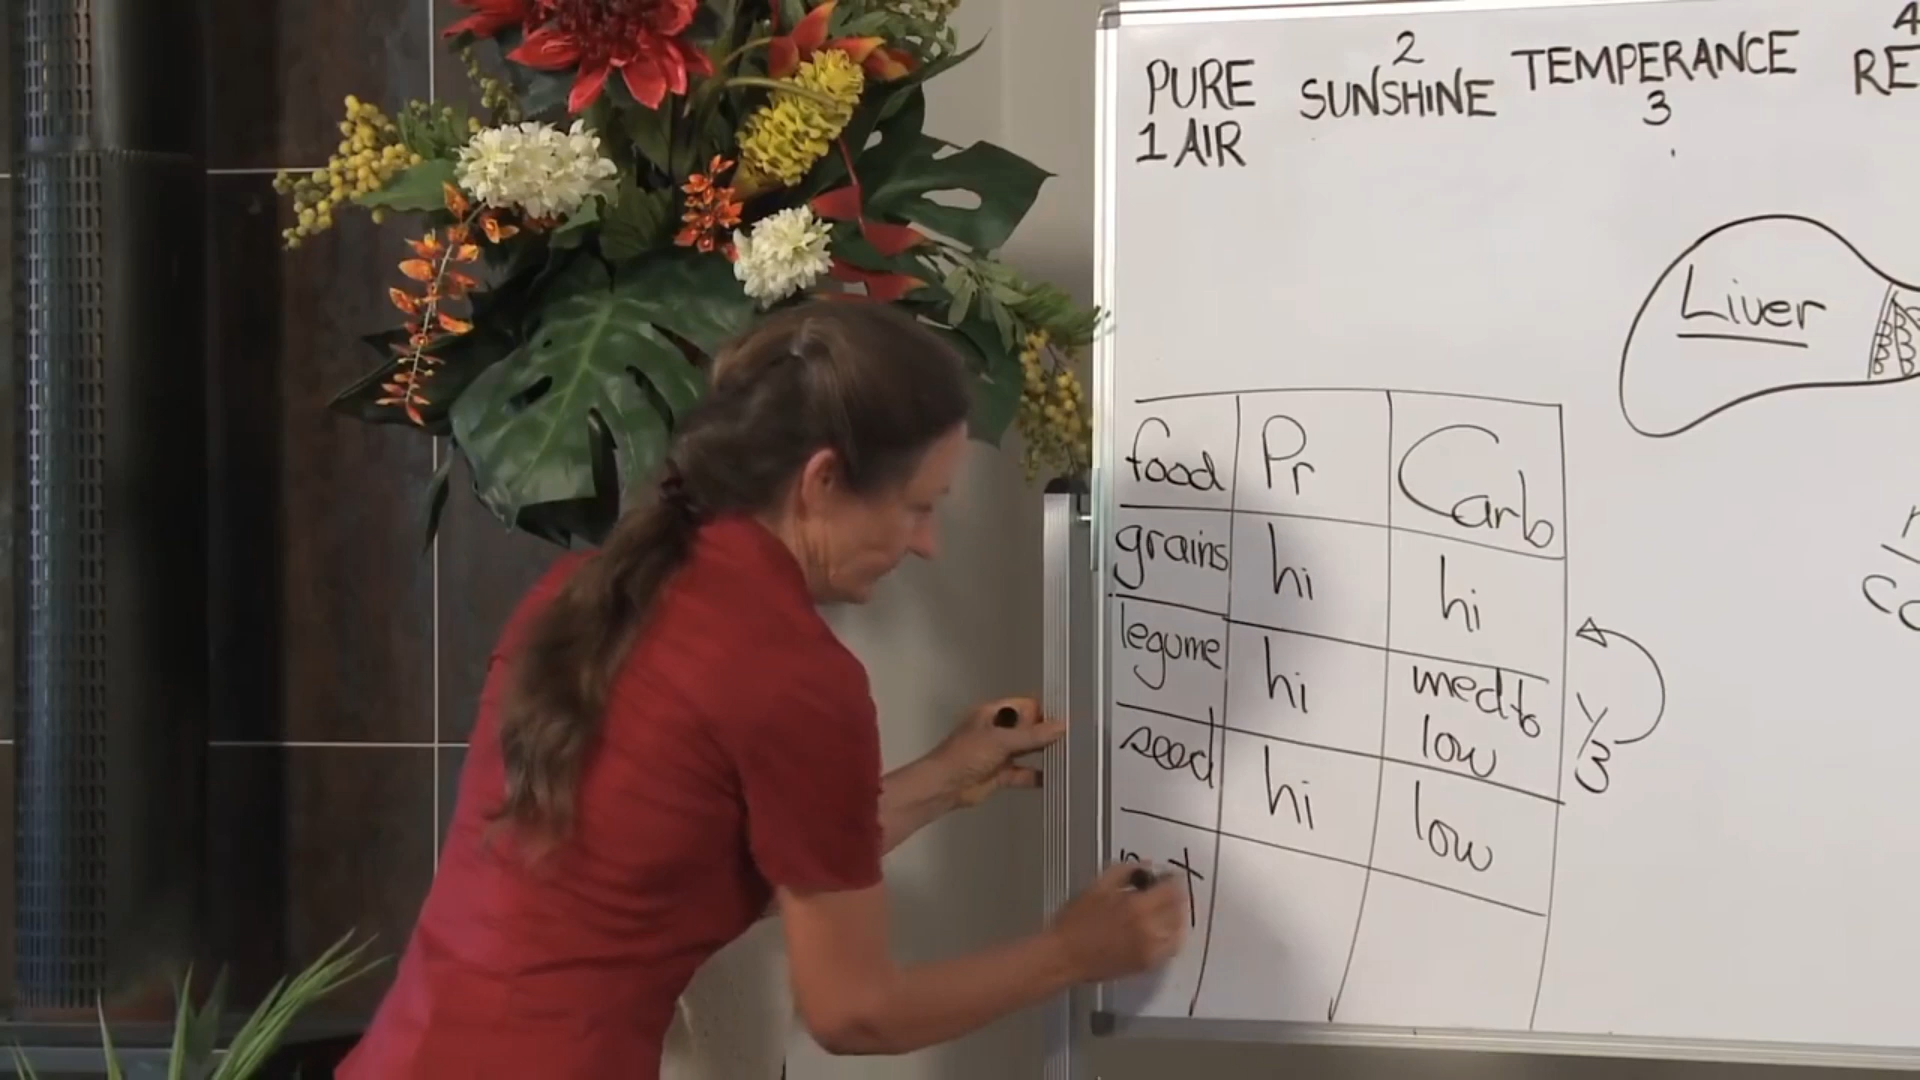 PURE
1 AIR
2
SUNSHINE
TEMPERANCE
3
4
RE
Liver
food Pr Carb
grains hi hi
legume hi med to
low
seed hi low
1/3